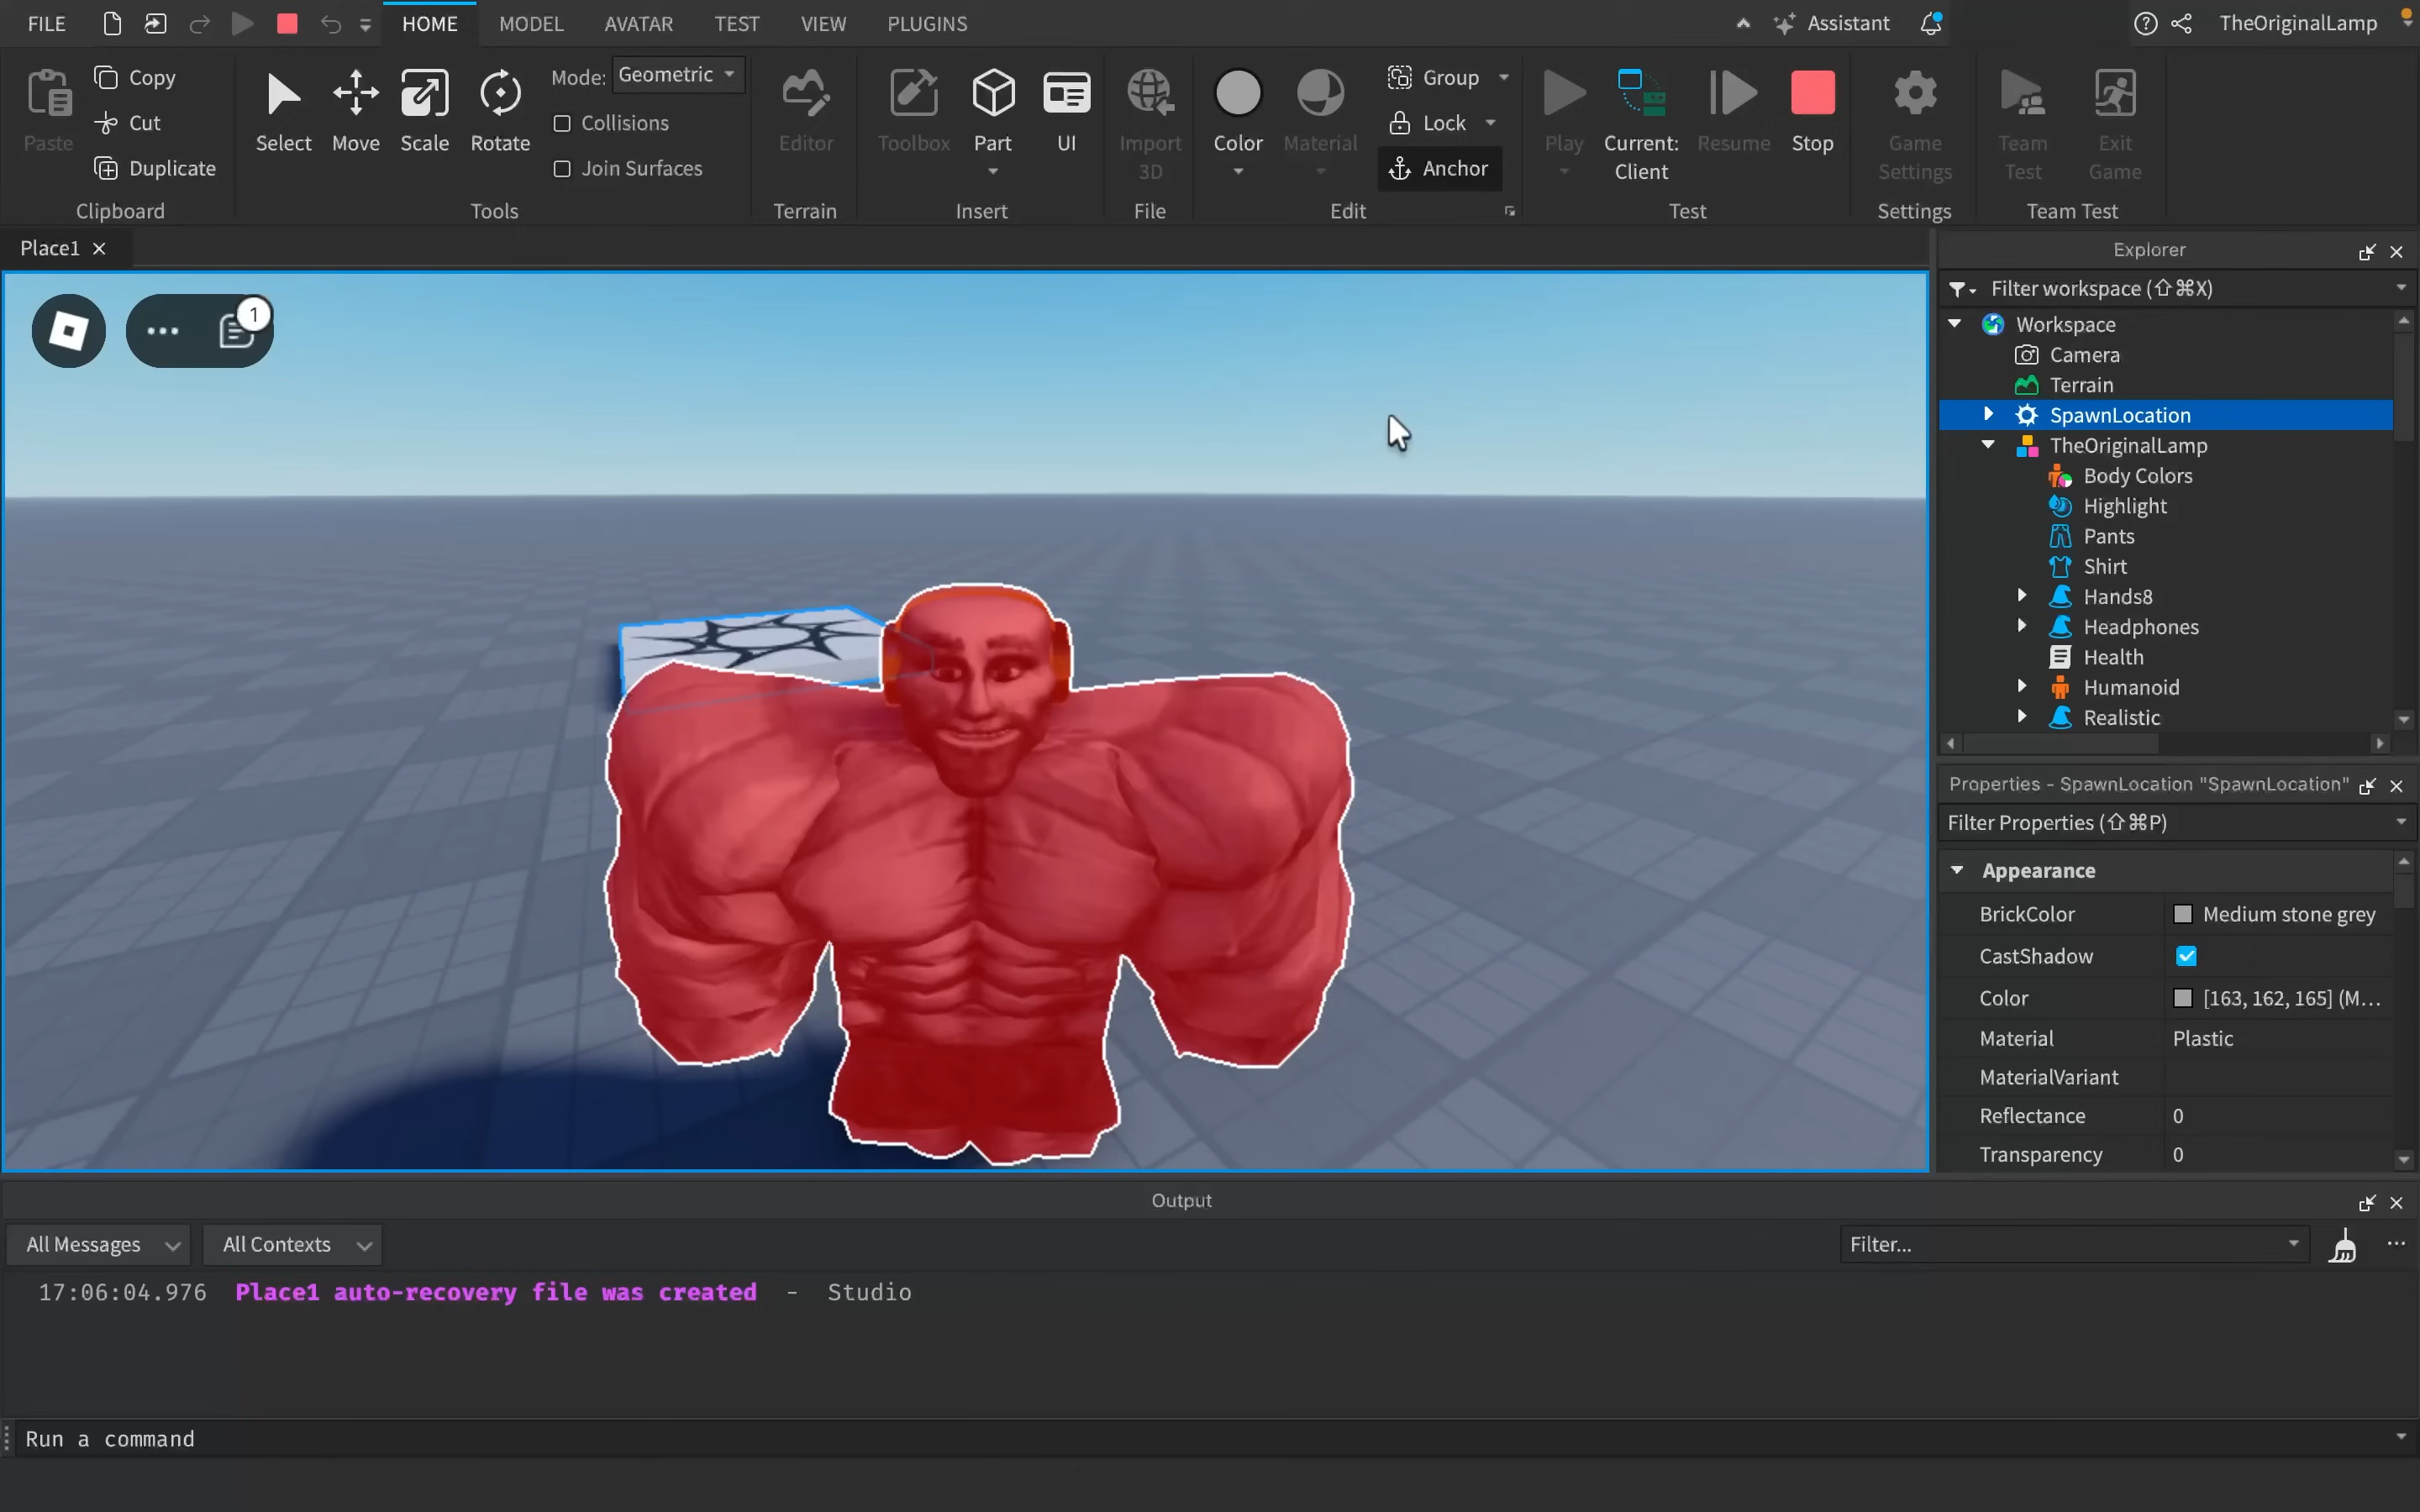 FILE HOME MODEL AVATAR TEST VIEW PLUGINS Assistant TheOriginalLamp
Paste
Copy
Cut
Duplicate
Clipboard
Select Move Scale Rotate
Mode: Geometric
Collisions
Join Surfaces
Tools
Editor
Terrain
Toolbox Part UI
Insert
Import
3D
File
Color Material
Group
Lock
Anchor
Edit
Play Current:
Client Resume Stop
Test
Game
Settings
Settings
Team
Test Exit
Game
Team Test
Place1
1
Explorer
Filter workspace (⇧⌘X)
Workspace
Camera
Terrain
SpawnLocation
TheOriginalLamp
Body Colors
Highlight
Pants
Shirt
Hands8
Headphones
Health
Humanoid
Realistic
Properties - SpawnLocation "SpawnLocation"
Filter Properties (⇧⌘P)
Appearance
BrickColor Medium stone grey
CastShadow
Color [163, 162, 165] (M...
Material Plastic
MaterialVariant
Reflectance 0
Transparency 0
Output
All Messages All Contexts Filter...
17:06:04.976 Place1 auto-recovery file was created - Studio
Run a command